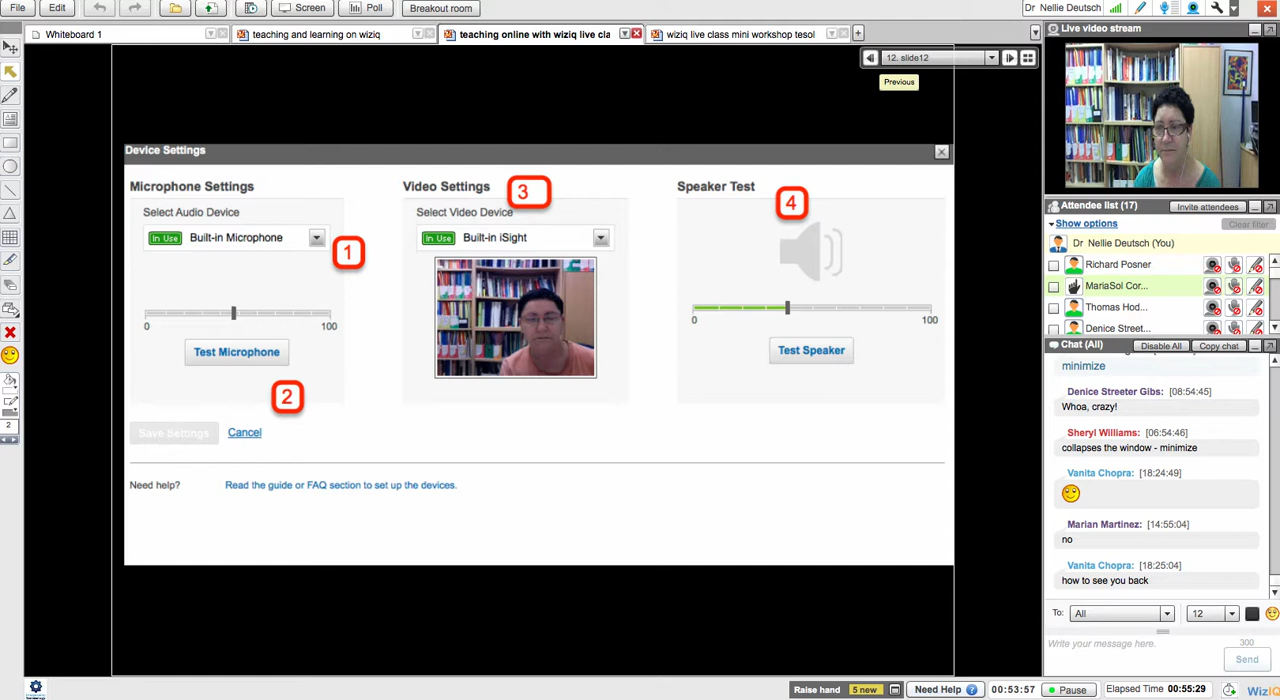 File Edit Screen Poll Breakout room Dr Nellie Deutsch
Whiteboard 1 teaching and learning on wiziq teaching online with wiziq live cla wiziq live class mini workshop tesol +
12. slide12
Previous
Device Settings
Microphone Settings
Select Audio Device
In Use Built-in Microphone
1
0 100
Test Microphone
2
Save Settings Cancel
Video Settings
3
Select Video Device
In Use Built-in iSight
Speaker Test
4
0 100
Test Speaker
Need help? Read the guide or FAQ section to set up the devices.
2
Live video stream
Attendee list (17) Invite attendees
Show options Clear filter
Dr Nellie Deutsch (You)
Richard Posner
MariaSol Cor...
Thomas Hod...
Denice Street...
Chat (All) Disable All Copy chat
minimize
Denice Streeter Gibs: [08:54:45]
Whoa, crazy!
Sheryl Williams: [06:54:46]
collapses the window - minimize
Vanita Chopra: [18:24:49]
Marian Martinez: [14:55:04]
no
Vanita Chopra: [18:25:04]
how to see you back
To: All 12
Write your message here. 300
Send
Raise hand 5 new Need Help ? 00:53:57 Pause Elapsed Time 00:55:29 WizIQ